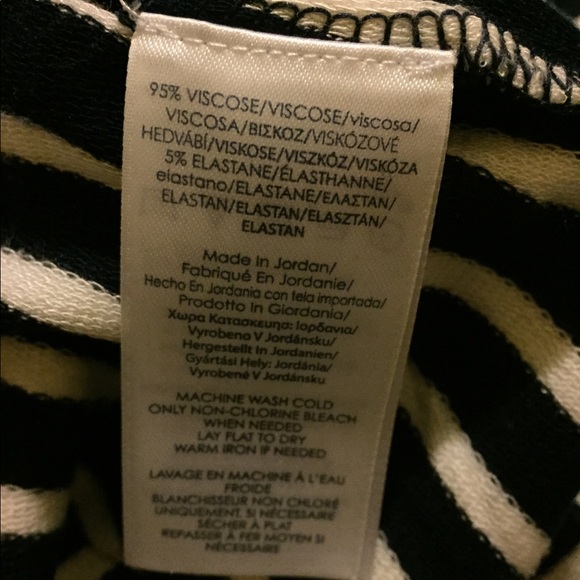 95% VISCOSE/VISCOSE/viscosa/
VISCOSA/ΒΙΣΚΟΖ/VISKÓZOVÉ
HEDVÁBÍ/VISKOSE/VISZKÓZ/VISKÓZA
5% ELASTANE/ÉLASTHANNE/
elastano/ELASTANE/ΕΛΑΣΤΑΝ/
ELASTAN/ELASTAN/ELASZTÁN/
ELASTAN
Made In Jordan/
Fabriqué En Jordanie/
Hecho En Jordania con tela importada/
Prodotto In Giordania/
Χωρα Κατασκευησ: Ιορδανια/
Vyrobeno V Jordánsku/
Hergestellt In Jordanien/
Gyártási Hely: Jordánia/
Vyrobené V Jordánsku
MACHINE WASH COLD
ONLY NON-CHLORINE BLEACH
WHEN NEEDED
LAY FLAT TO DRY
WARM IRON IF NEEDED
LAVAGE EN MACHINE À L'EAU
FROIDE
BLANCHISSEUR NON CHLORÉ
UNIQUEMENT, SI NÉCESSAIRE
SÉCHER À PLAT
REPASSER À FER MOYEN SI
NÉCESSAIRE